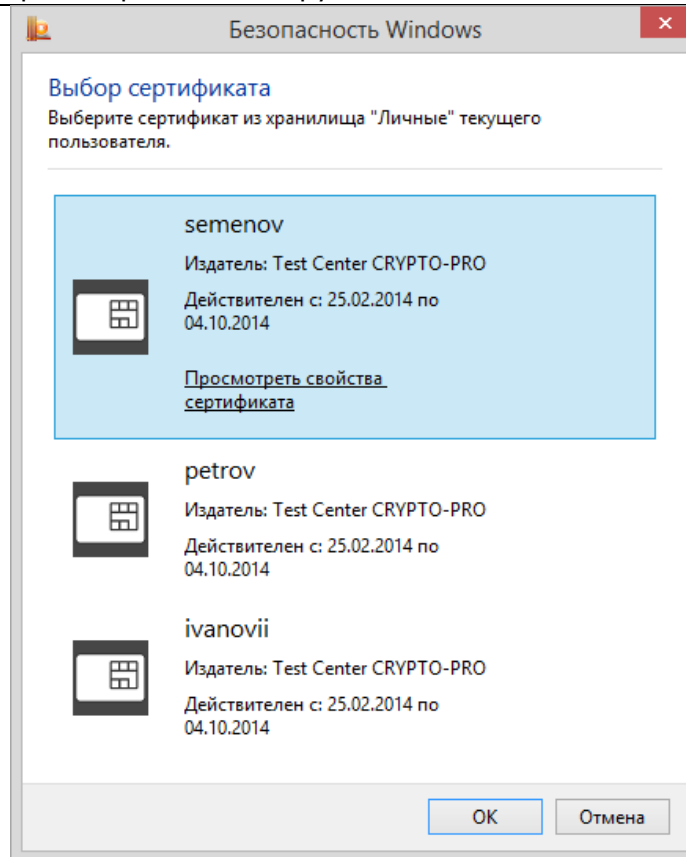 Безопасность Windows
Выбор сертификата
Выберите сертификат из хранилища "Личные" текущего
пользователя.
semenov
Издатель: Test Center CRYPTO-PRO
Действителен с: 25.02.2014 по
04.10.2014
Просмотреть свойства
сертификата
petrov
Издатель: Test Center CRYPTO-PRO
Действителен с: 25.02.2014 по
04.10.2014
ivanovii
Издатель: Test Center CRYPTO-PRO
Действителен с: 25.02.2014 по
04.10.2014
OK Отмена